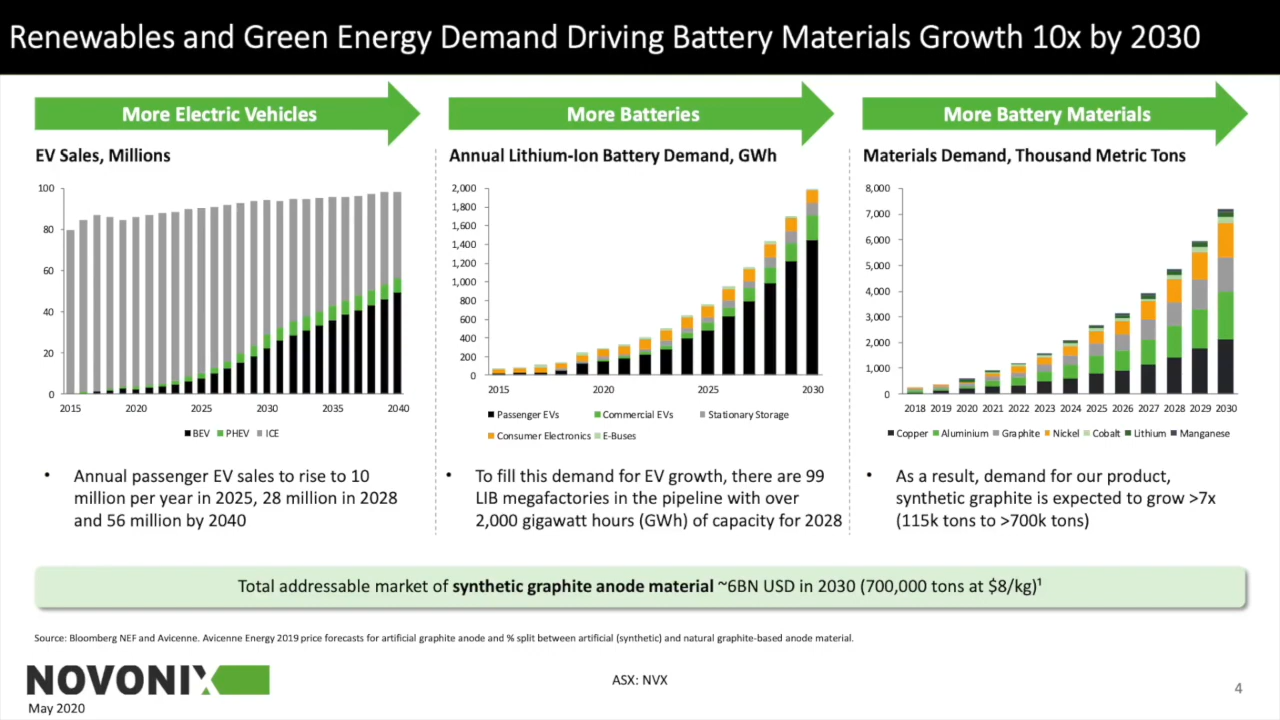 Renewables and Green Energy Demand Driving Battery Materials Growth 10x by 2030
More Electric Vehicles
More Batteries
More Battery Materials
EV Sales, Millions
100
80
60
40
20
0
2015 2020 2025 2030 2035 2040
BEV PHEV ICE
• Annual passenger EV sales to rise to 10
million per year in 2025, 28 million in 2028
and 56 million by 2040
Annual Lithium-Ion Battery Demand, GWh
2,000
1,800
1,600
1,400
1,200
1,000
800
600
400
200
0
2015 2020 2025 2030
Passenger EVs Commercial EVs Stationary Storage
Consumer Electronics E-Buses
• To fill this demand for EV growth, there are 99
LIB megafactories in the pipeline with over
2,000 gigawatt hours (GWh) of capacity for 2028
Materials Demand, Thousand Metric Tons
8,000
7,000
6,000
5,000
4,000
3,000
2,000
1,000
0
2018 2019 2020 2021 2022 2023 2024 2025 2026 2027 2028 2029 2030
Copper Aluminium Graphite Nickel Cobalt Lithium Manganese
• As a result, demand for our product,
synthetic graphite is expected to grow >7x
(115k tons to >700k tons)
Total addressable market of synthetic graphite anode material ~6BN USD in 2030 (700,000 tons at $8/kg)¹
Source: Bloomberg NEF and Avicenne. Avicenne Energy 2019 price forecasts for artificial graphite anode and % split between artificial (synthetic) and natural graphite-based anode material.
NOVONIX
May 2020
ASX: NVX
4